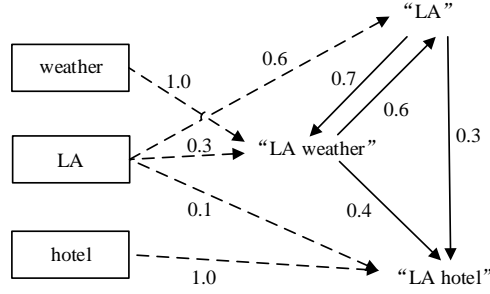 “LA”
0.6
weather
1.0
0.7
0.6
LA
0.3
“LA weather”
0.3
0.1
0.4
hotel
1.0
“LA hotel”